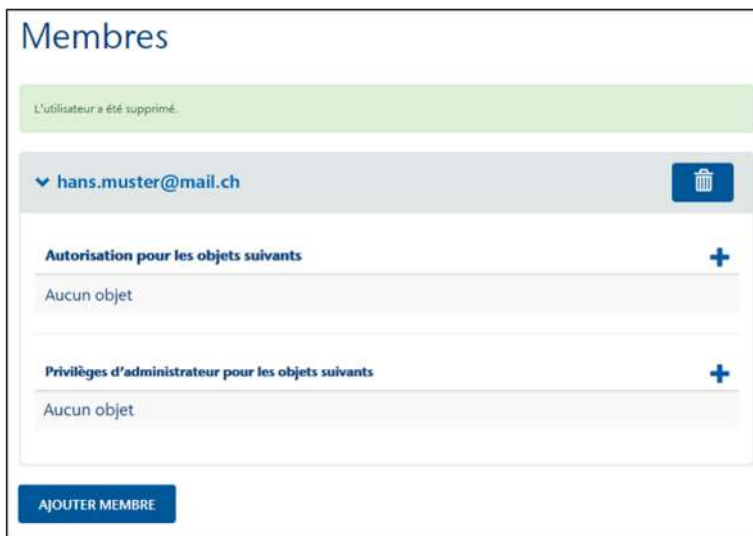 Membres
L'utilisateur a été supprimé.
hans.muster@mail.ch
Autorisation pour les objets suivants
Aucun objet
Privilèges d'administrateur pour les objets suivants
Aucun objet
AJOUTER MEMBRE